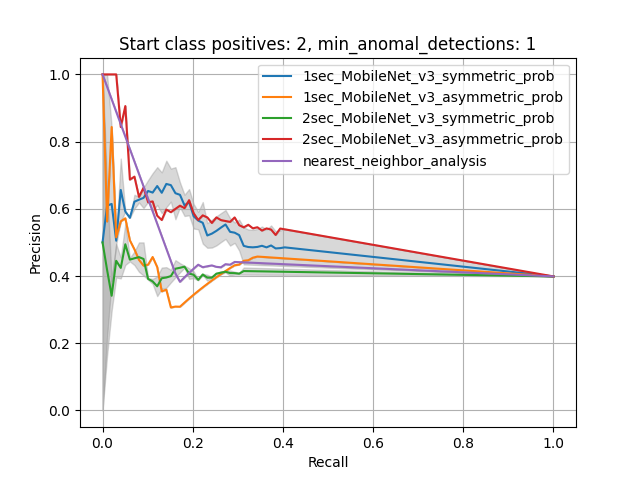 Start class positives: 2, min_anomal_detections: 1
1sec_MobileNet_v3_symmetric_prob
1sec_MobileNet_v3_asymmetric_prob
2sec_MobileNet_v3_symmetric_prob
2sec_MobileNet_v3_asymmetric_prob
nearest_neighbor_analysis
Precision
1.0
0.8
0.6
0.4
0.2
0.0
0.0 0.2 0.4 0.6 0.8 1.0
Recall